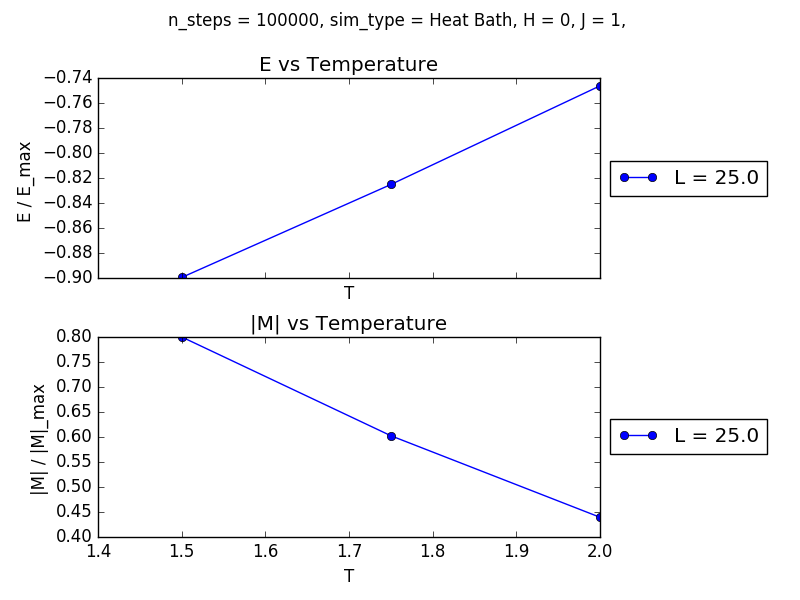 n_steps = 100000, sim_type = Heat Bath, H = 0, J = 1,
E vs Temperature
−0.74
−0.76
−0.78
−0.80
−0.82
−0.84
−0.86
−0.88
−0.90
E / E_max
T
L = 25.0
|M| vs Temperature
0.80
0.75
0.70
0.65
0.60
0.55
0.50
0.45
0.40
|M| / |M|_max
1.4 1.5 1.6 1.7 1.8 1.9 2.0
T
L = 25.0